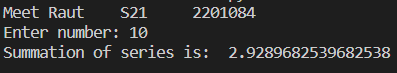 Meet Raut    S21     2201084
Enter number: 10
Summation of series is:  2.9289682539682538